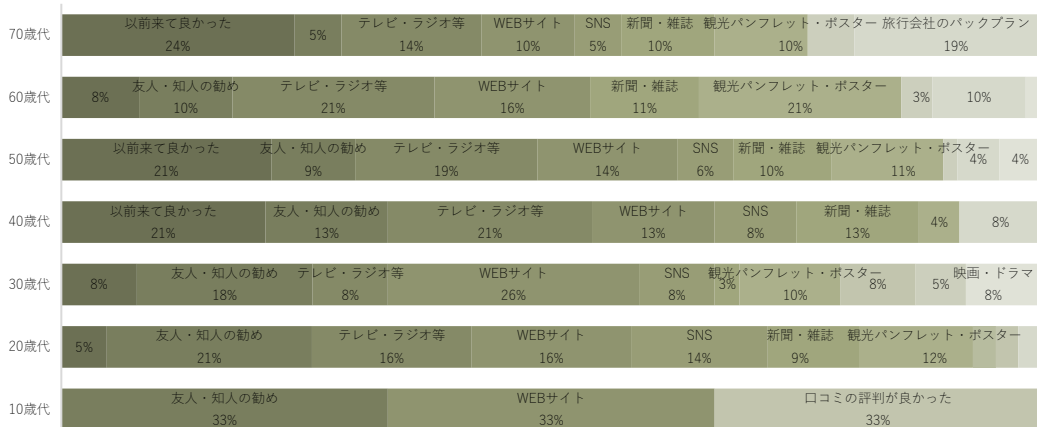 以前来て良かった テレビ・ラジオ等 WEBサイト SNS 新聞・雑誌 観光パンフレット・ポスター 旅行会社のパックプラン
70歳代 24% 5% 14% 10% 5% 10% 10% 19%
友人・知人の勧め テレビ・ラジオ等 WEBサイト 新聞・雑誌 観光パンフレット・ポスター
60歳代 8% 10% 21% 16% 11% 21% 3% 10%
以前来て良かった 友人・知人の勧め テレビ・ラジオ等 WEBサイト SNS 新聞・雑誌 観光パンフレット・ポスター
50歳代 21% 9% 19% 14% 6% 10% 11% 4% 4%
以前来て良かった 友人・知人の勧め テレビ・ラジオ等 WEBサイト SNS 新聞・雑誌
40歳代 21% 13% 21% 13% 8% 13% 4% 8%
友人・知人の勧め テレビ・ラジオ等 WEBサイト SNS 観光パンフレット・ポスター 映画・ドラマ
30歳代 8% 18% 8% 26% 8% 3% 10% 8% 5% 8%
友人・知人の勧め テレビ・ラジオ等 WEBサイト SNS 新聞・雑誌 観光パンフレット・ポスター
20歳代 5% 21% 16% 16% 14% 9% 12%
友人・知人の勧め WEBサイト 口コミの評判が良かった
10歳代 33% 33% 33%